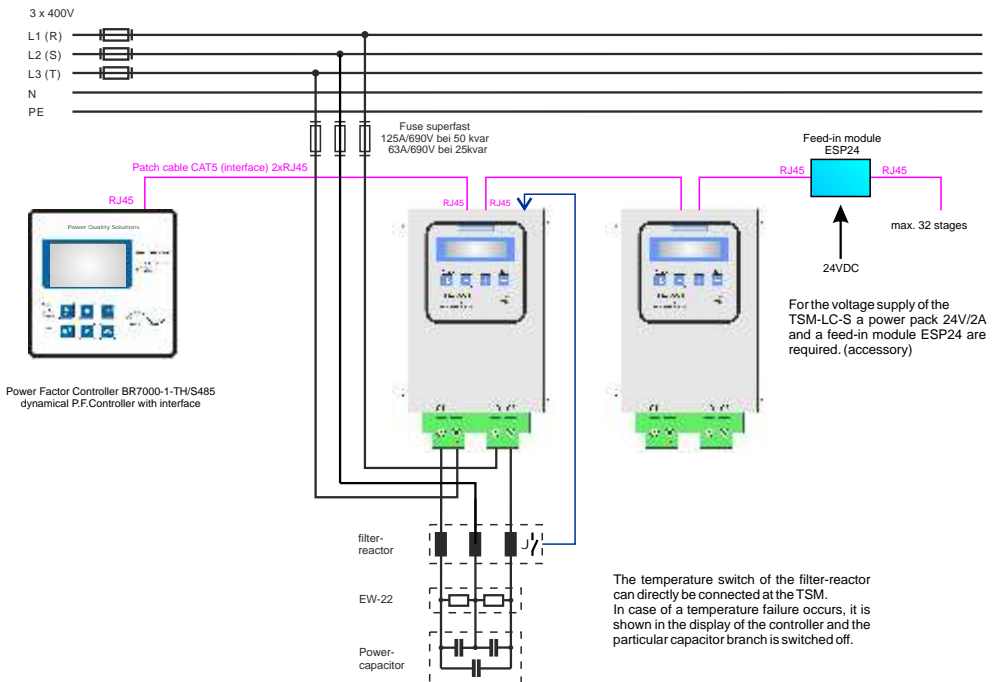 3 x 400V
L1 (R)
L2 (S)
L3 (T)
N
PE
Fuse superfast
125A/690V bei 50 kvar
63A/690V bei 25kvar
Feed-in module
ESP24
Patch cable CAT5 (interface) 2xRJ45
RJ45
RJ45
RJ45
RJ45
RJ45
Power Quality Solutions
max. 32 stages
24VDC
For the voltage supply of the
TSM-LC-S a power pack 24V/2A
and a feed-in module ESP24 are
required. (accessory)
Power Factor Controller BR7000-1-TH/S485
dynamical P.F.Controller with interface
filter-
reactor
EW-22
Power-
capacitor
The temperature switch of the filter-reactor
can directly be connected at the TSM.
In case of a temperature failure occurs, it is
shown in the display of the controller and the
particular capacitor branch is switched off.